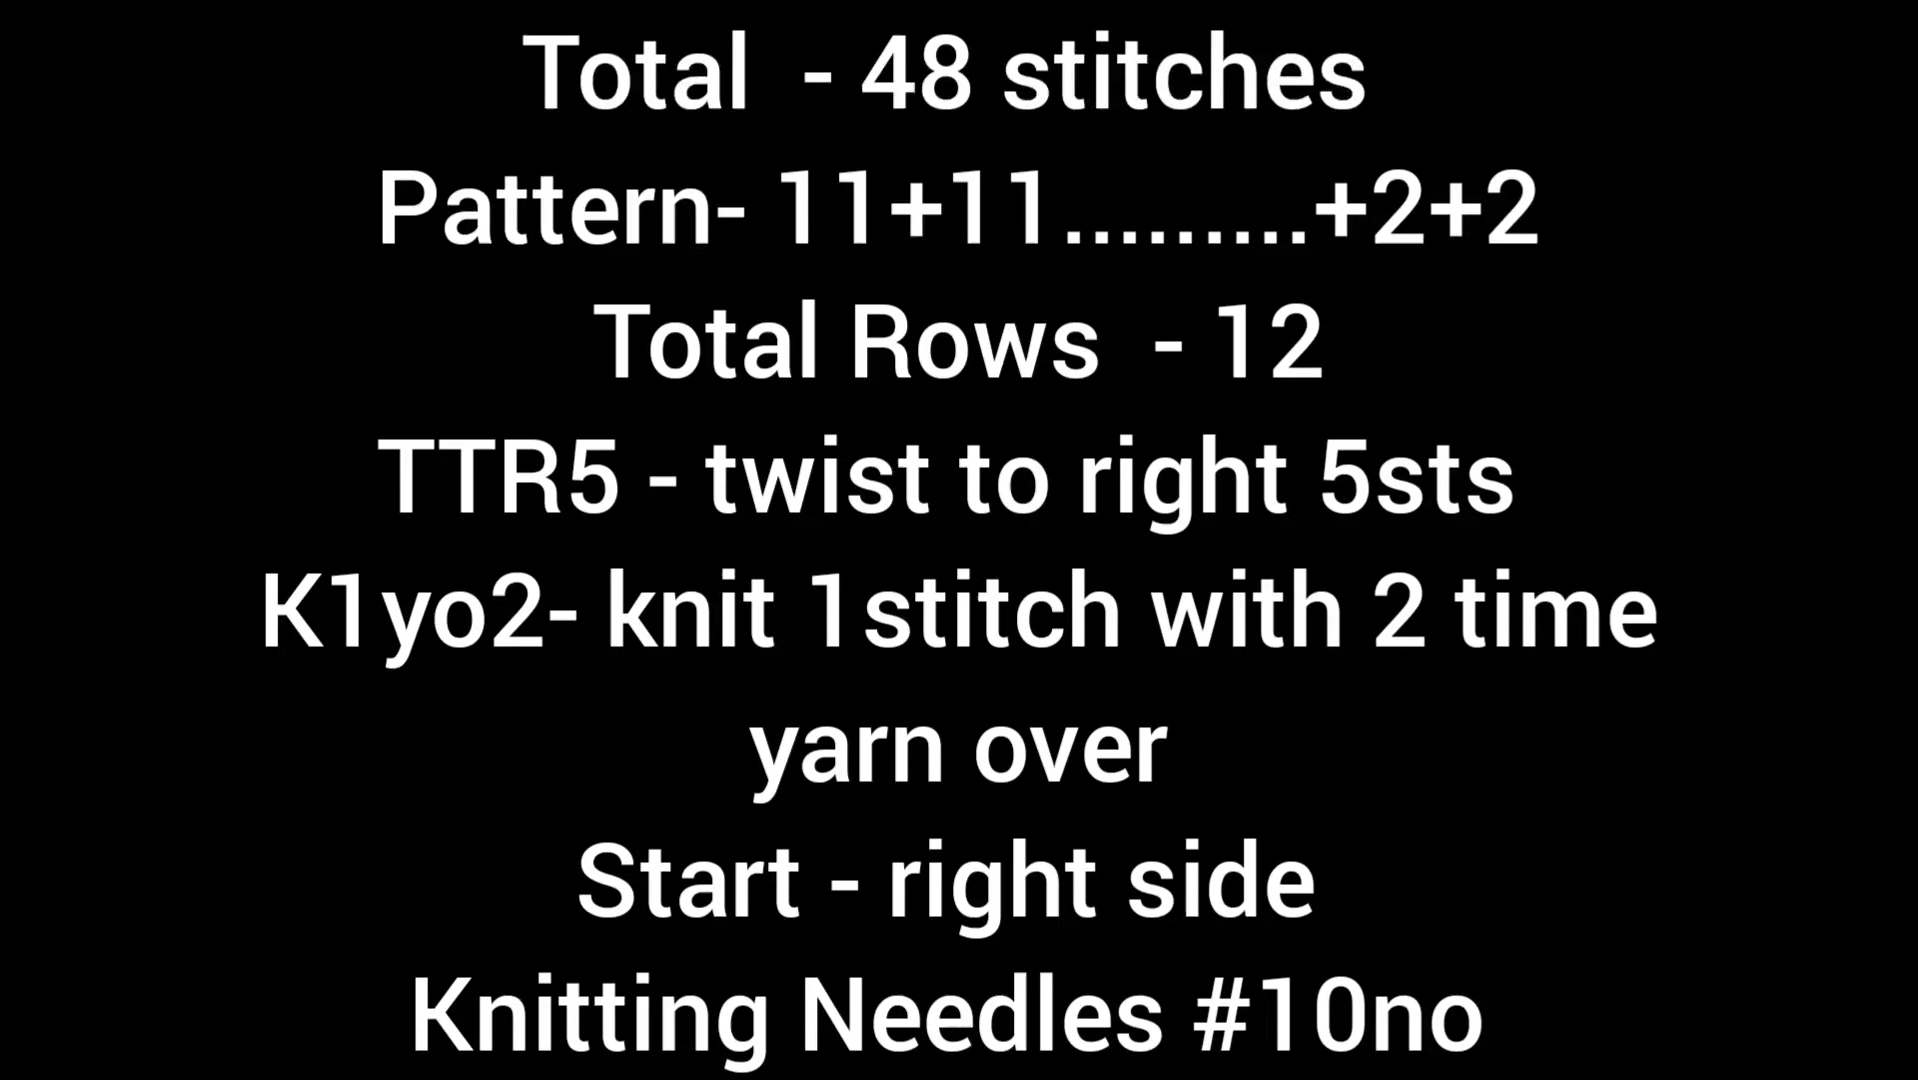 Total - 48 stitches
Pattern- 11+11.........+2+2
Total Rows - 12
TTR5 - twist to right 5sts
K1yo2- knit 1stitch with 2 time
yarn over
Start - right side
Knitting Needles #10no